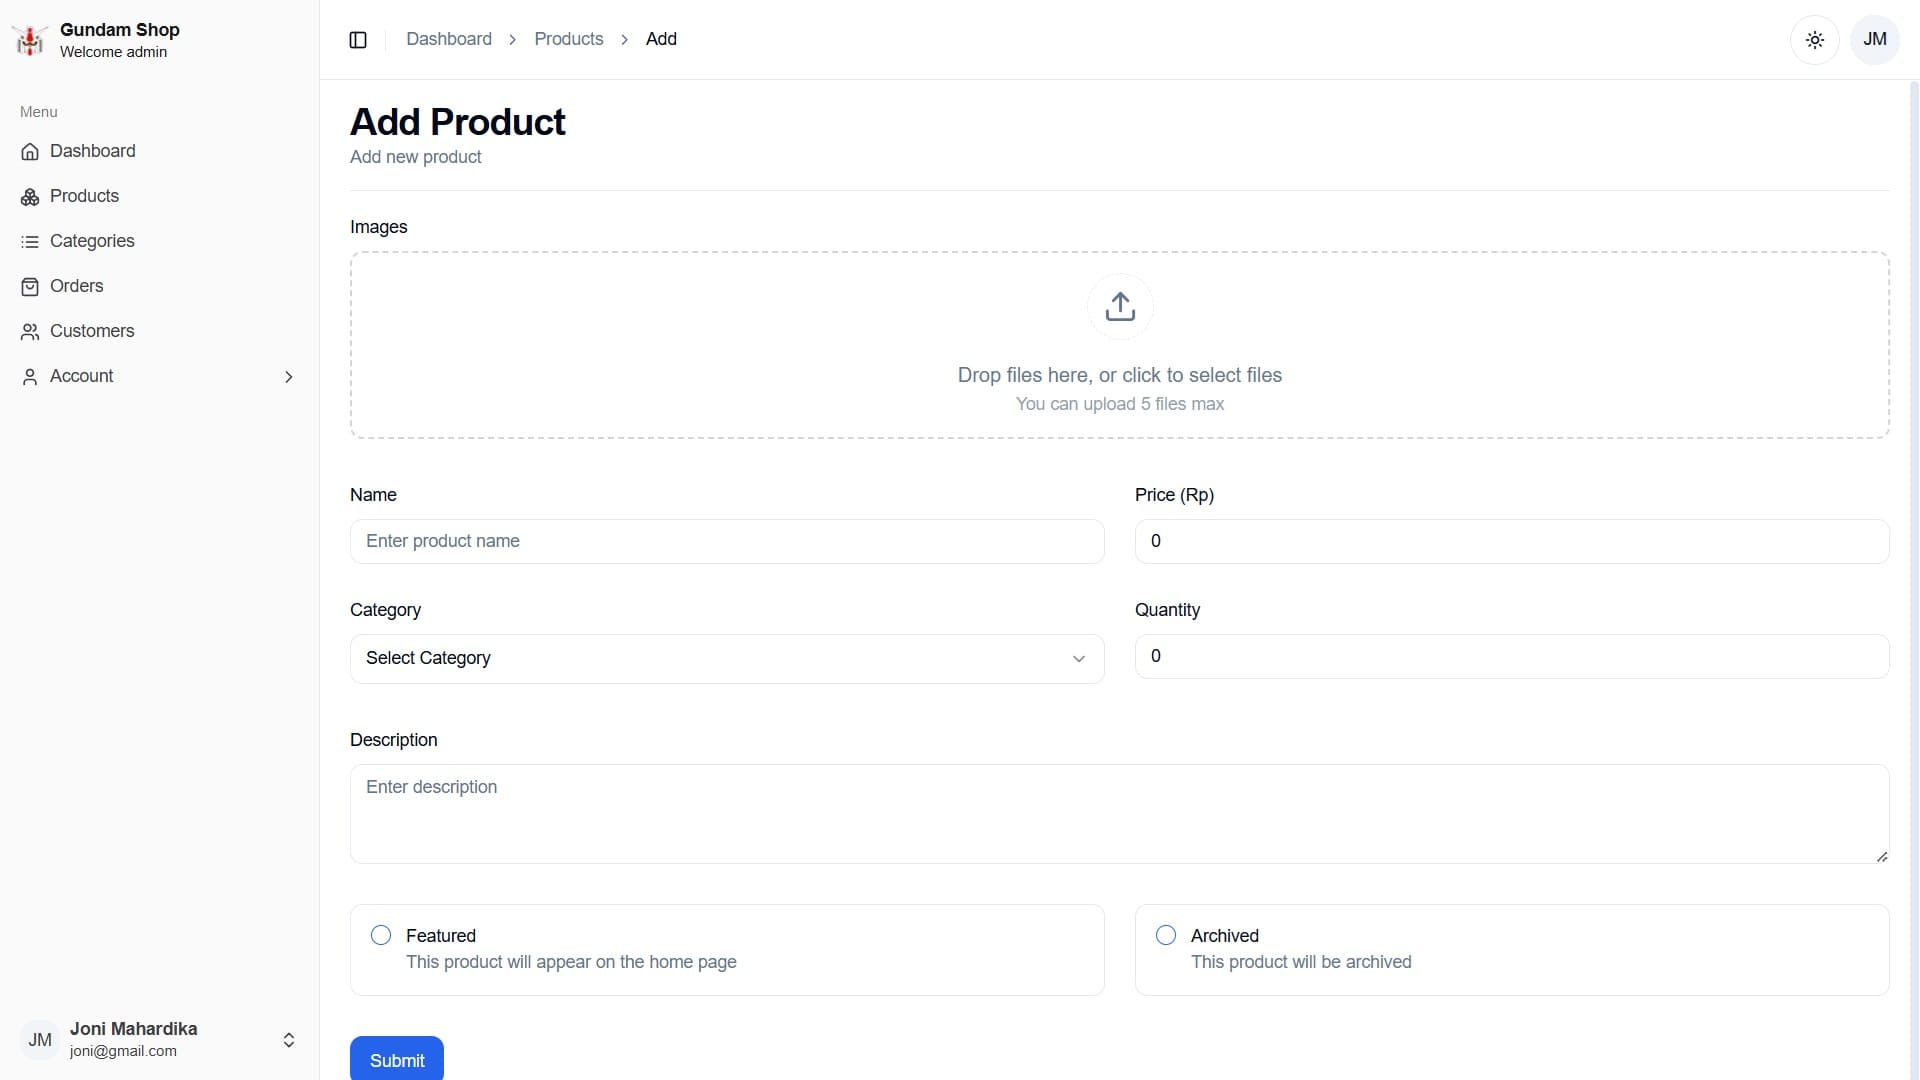 Gundam Shop
Welcome admin
Menu
Dashboard
Products
Categories
Orders
Customers
Account
JM
Joni Mahardika
joni@gmail.com
Dashboard
Products
Add
JM
Add Product
Add new product
Images
Drop files here, or click to select files
You can upload 5 files max
Name
Enter product name
Price (Rp)
0
Category
Select Category
Quantity
0
Description
Enter description
Featured
This product will appear on the home page
Archived
This product will be archived
Submit